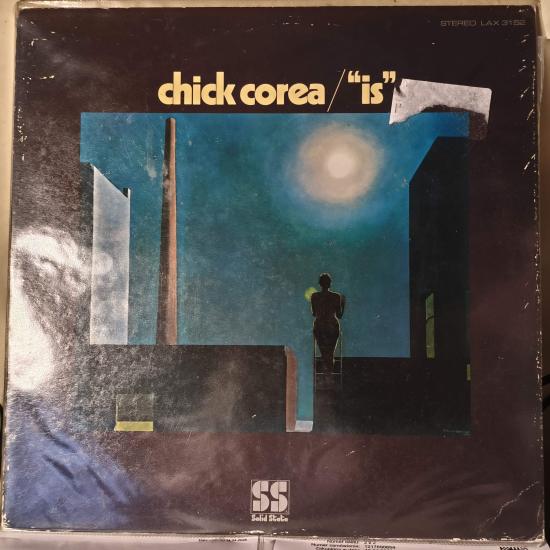 STEREO LAX 3152
chick corea / "is"
SS
Solid State